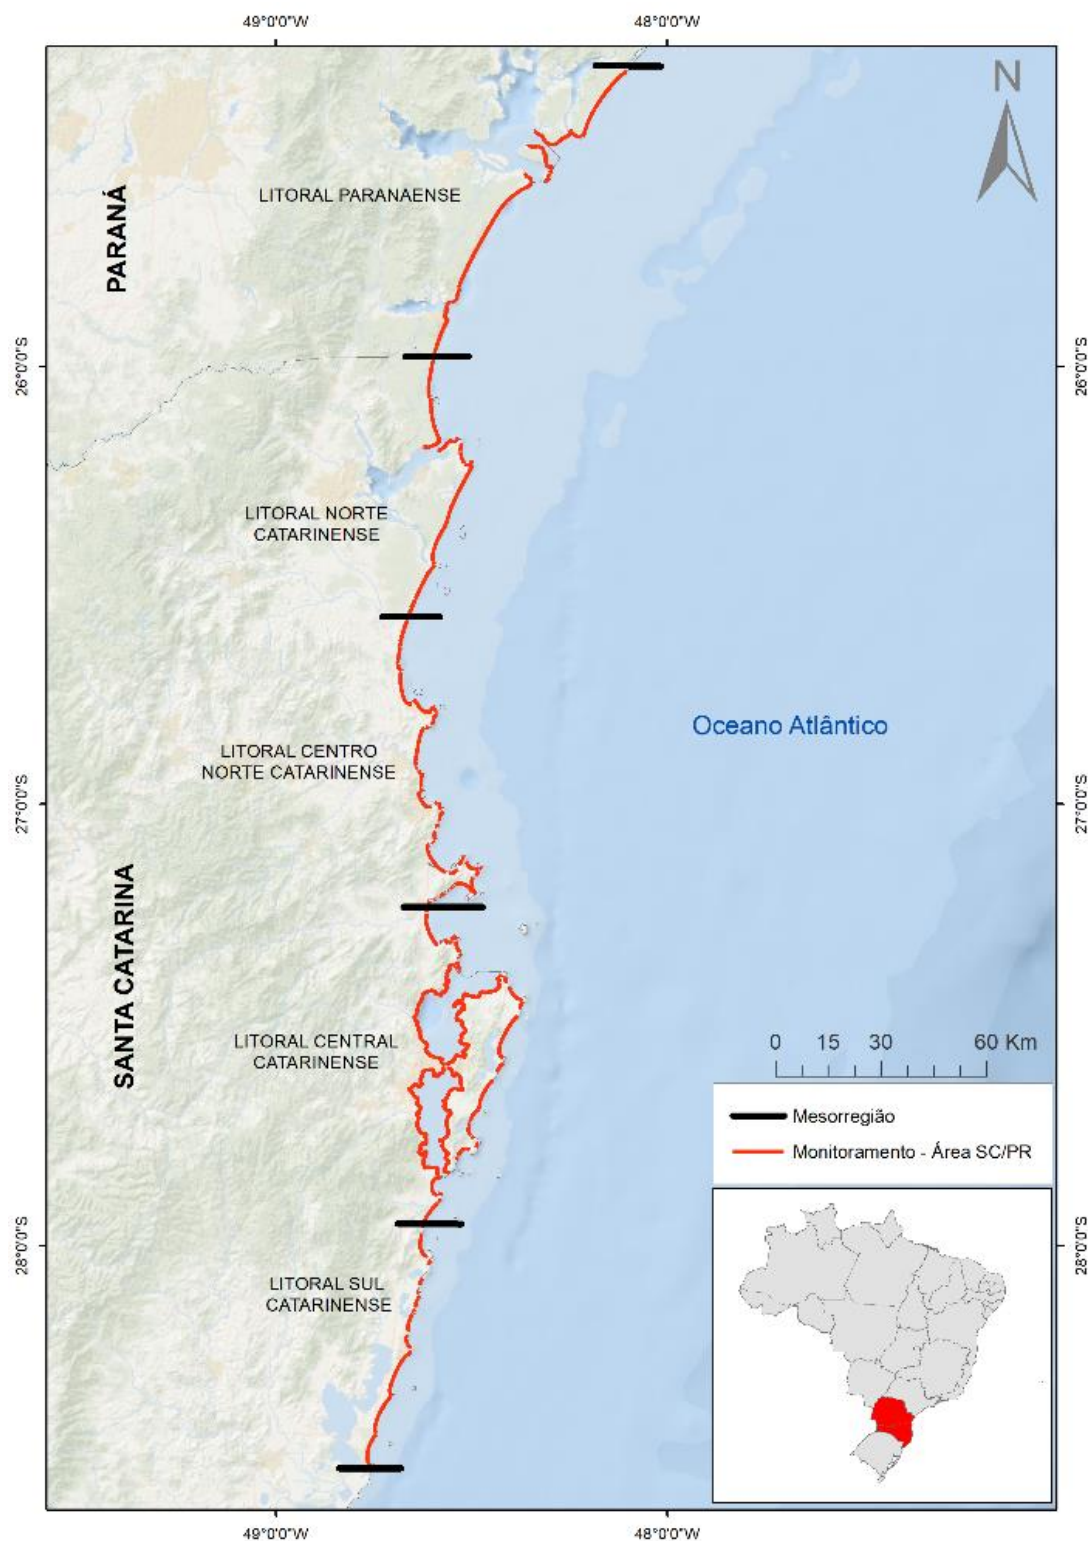 49°0'0"W
48°0'0"W
N
LITORAL PARANAENSE
PARANÁ
26°0'0"S
26°0'0"S
LITORAL NORTE
CATARINENSE
Oceano Atlântico
LITORAL CENTRO
NORTE CATARINENSE
27°0'0"S
27°0'0"S
SANTA CATARINA
LITORAL CENTRAL
CATARINENSE
0 15 30 60 Km
Mesorregião
Monitoramento - Área SC/PR
28°0'0"S
28°0'0"S
LITORAL SUL
CATARINENSE
49°0'0"W
48°0'0"W